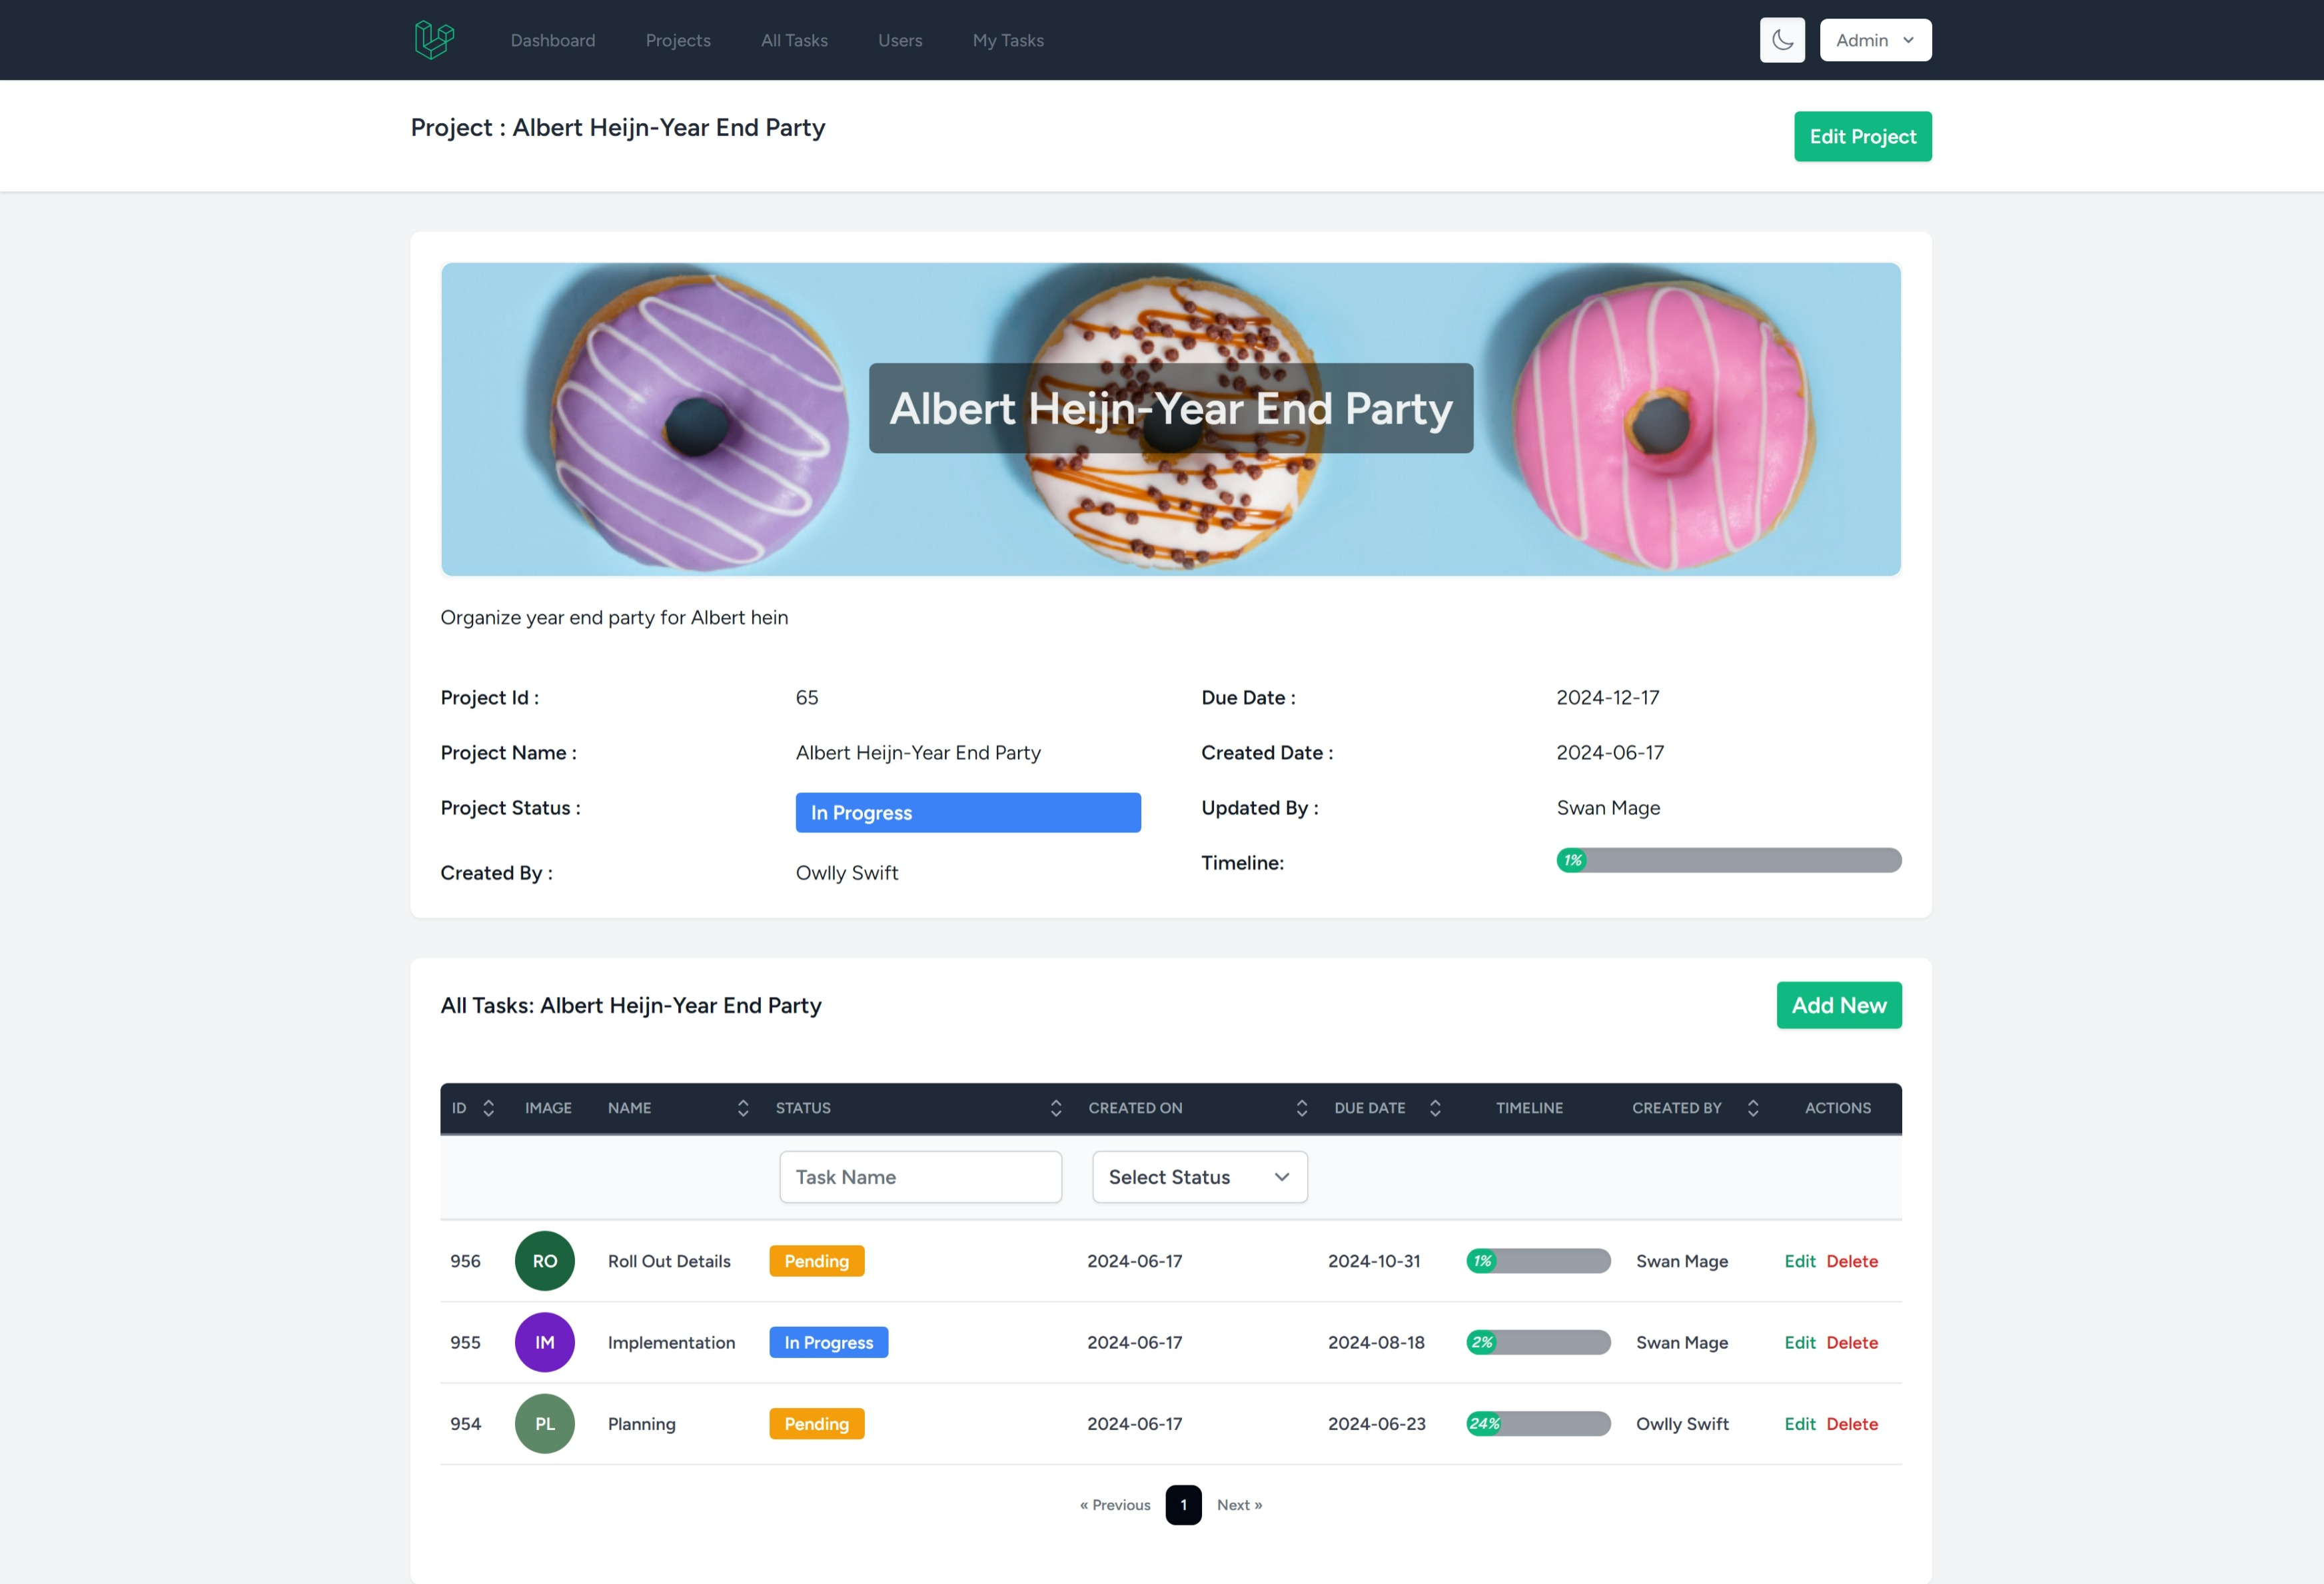 Dashboard Projects All Tasks Users My Tasks Admin
Project : Albert Heijn-Year End Party
Edit Project
Albert Heijn-Year End Party
Organize year end party for Albert hein
Project Id : 65 Due Date : 2024-12-17
Project Name : Albert Heijn-Year End Party Created Date : 2024-06-17
Project Status : In Progress Updated By : Swan Mage
Created By : Owlly Swift Timeline: 1%
All Tasks: Albert Heijn-Year End Party Add New
ID IMAGE NAME STATUS CREATED ON DUE DATE TIMELINE CREATED BY ACTIONS
Task Name Select Status
956 RO Roll Out Details Pending 2024-06-17 2024-10-31 1% Swan Mage Edit Delete
955 IM Implementation In Progress 2024-06-17 2024-08-18 2% Swan Mage Edit Delete
954 PL Planning Pending 2024-06-17 2024-06-23 24% Owlly Swift Edit Delete
« Previous 1 Next »